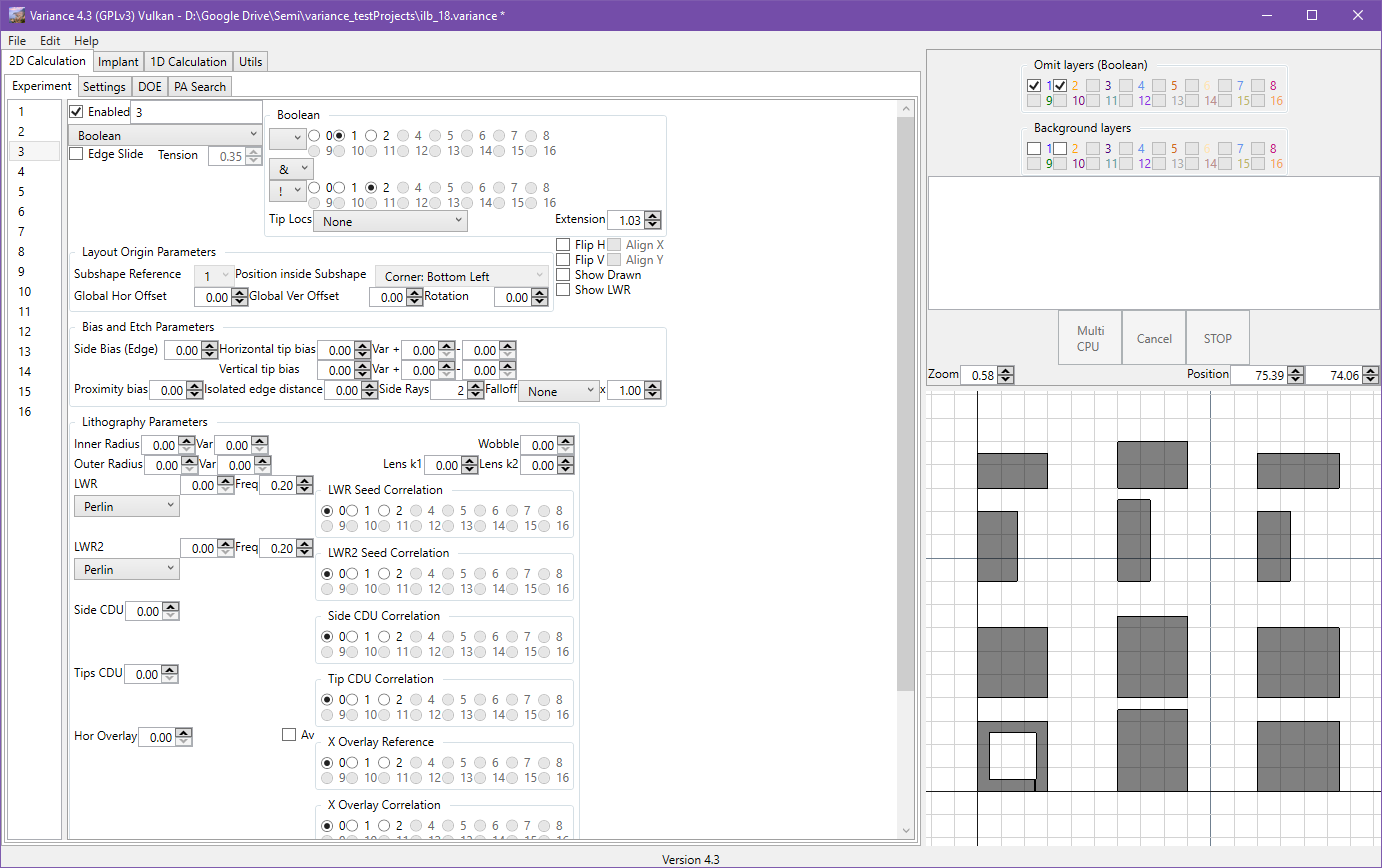 Variance 4.3 (GPLv3) Vulkan - D:\Google Drive\Semi\variance_testProjects\ilb_18.variance *
File Edit Help
2D Calculation Implant 1D Calculation Utils
Experiment Settings DOE PA Search
1
2
3
4
5
6
7
8
9
10
11
12
13
14
15
16
Enabled 3
Boolean
Edge Slide Tension 0.35
Boolean
0 1 2 4 5 6 7 8
9 10 11 12 13 14 15 16
&
! 0 1 2 4 5 6 7 8
9 10 11 12 13 14 15 16
Tip Locs None Extension 1.03
Layout Origin Parameters
Subshape Reference 1 Position inside Subshape Corner: Bottom Left
Global Hor Offset 0.00 Global Ver Offset 0.00 Rotation 0.00
Flip H Align X
Flip V Align Y
Show Drawn
Show LWR
Bias and Etch Parameters
Side Bias (Edge) 0.00 Horizontal tip bias 0.00 Var + 0.00 - 0.00
Vertical tip bias 0.00 Var + 0.00 - 0.00
Proximity bias 0.00 Isolated edge distance 0.00 Side Rays 2 Falloff None x 1.00
Lithography Parameters
Inner Radius 0.00 Var 0.00 Wobble 0.00
Outer Radius 0.00 Var 0.00 Lens k1 0.00 Lens k2 0.00
LWR 0.00 Freq 0.20
Perlin
LWR Seed Correlation
0 1 2 4 5 6 7 8
9 10 11 12 13 14 15 16
LWR2 0.00 Freq 0.20
Perlin
LWR2 Seed Correlation
0 1 2 4 5 6 7 8
9 10 11 12 13 14 15 16
Side CDU 0.00
Side CDU Correlation
0 1 2 4 5 6 7 8
9 10 11 12 13 14 15 16
Tips CDU 0.00
Tip CDU Correlation
0 1 2 4 5 6 7 8
9 10 11 12 13 14 15 16
Hor Overlay 0.00 Av
X Overlay Reference
0 1 2 4 5 6 7 8
9 10 11 12 13 14 15 16
X Overlay Correlation
0 1 2 4 5 6 7 8
9 10 11 12 13 14 15 16
Omit layers (Boolean)
1 2 3 4 5 6 7 8
9 10 11 12 13 14 15 16
Background layers
1 2 3 4 5 6 7 8
9 10 11 12 13 14 15 16
Multi
CPU
Cancel
STOP
Zoom 0.58 Position 75.39 74.06
Version 4.3